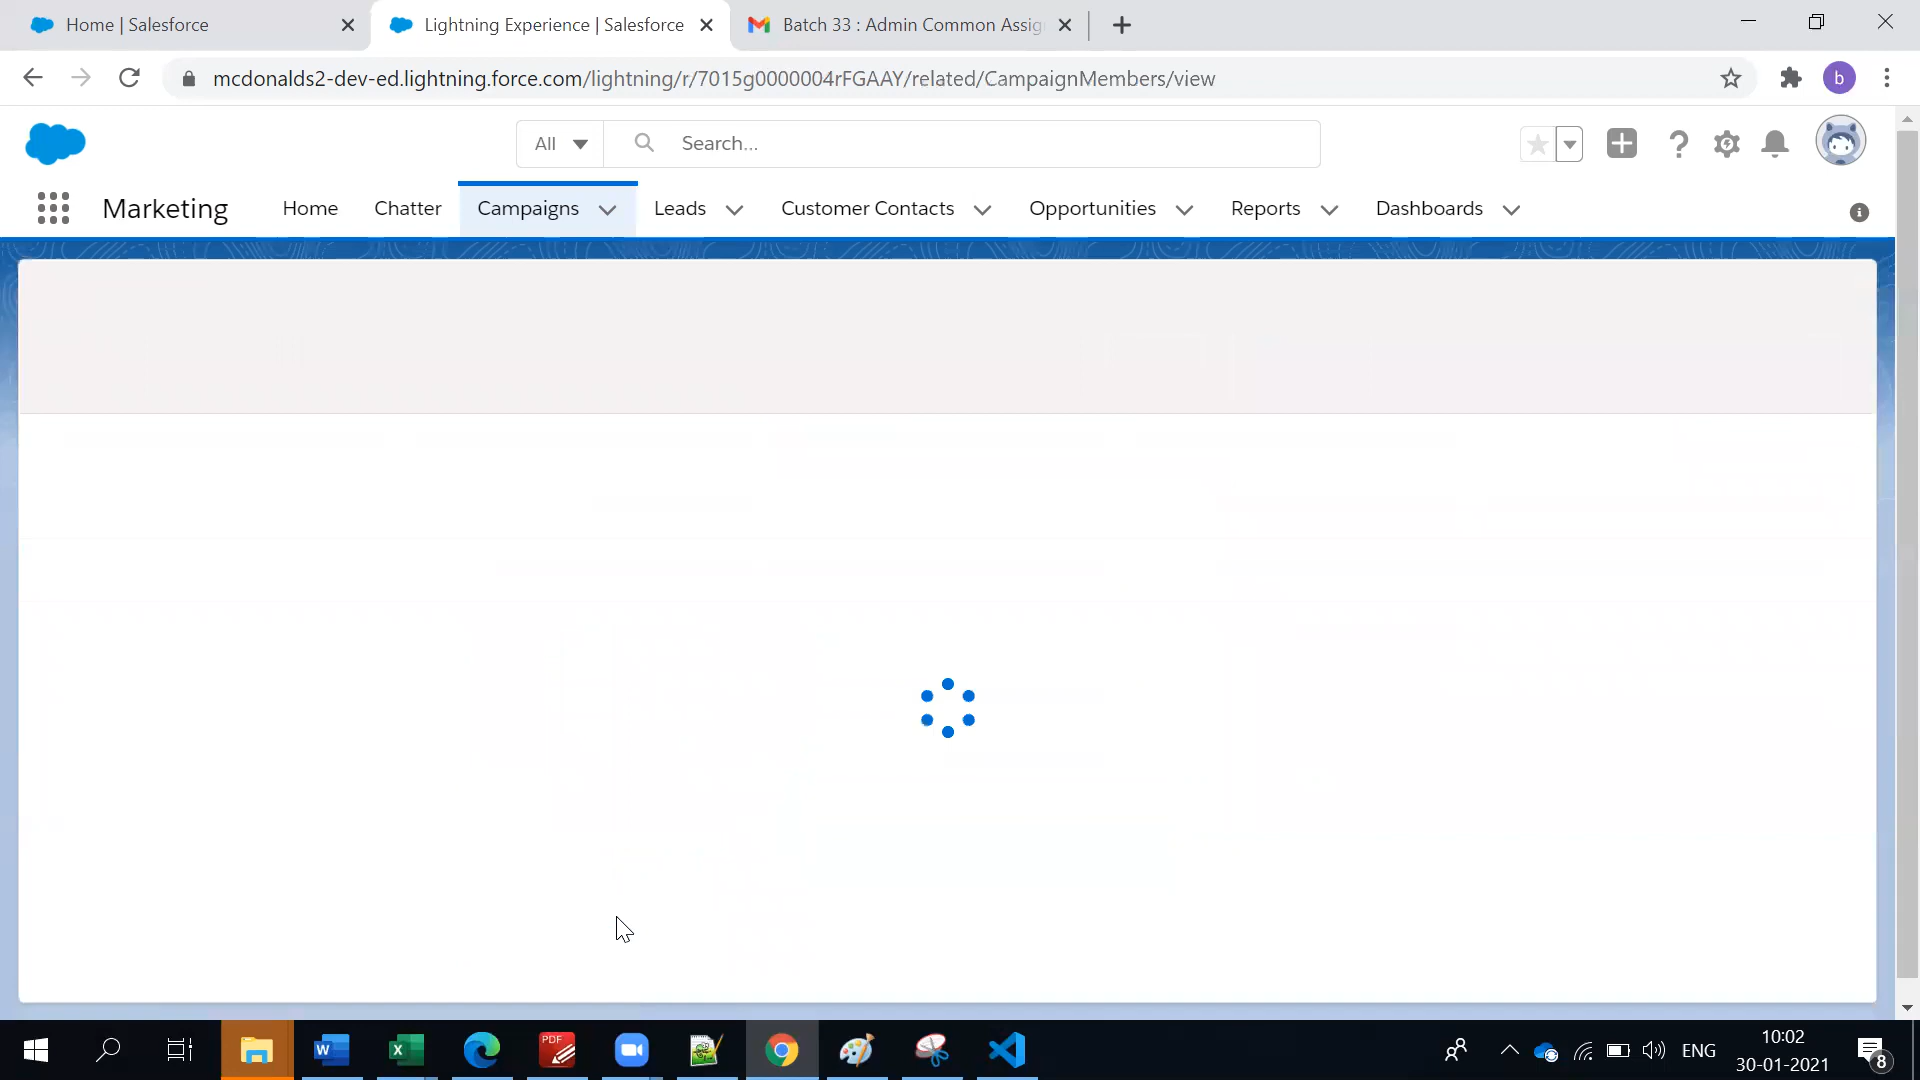 Home | Salesforce
Lightning Experience | Salesforce
Batch 33 : Admin Common Assig
mcdonalds2-dev-ed.lightning.force.com/lightning/r/7015g0000004rFGAAY/related/CampaignMembers/view
b
All
Search...
Marketing
Home
Chatter
Campaigns
Leads
Customer Contacts
Opportunities
Reports
Dashboards
W
X
PDF
ENG
10:02
30-01-2021
8